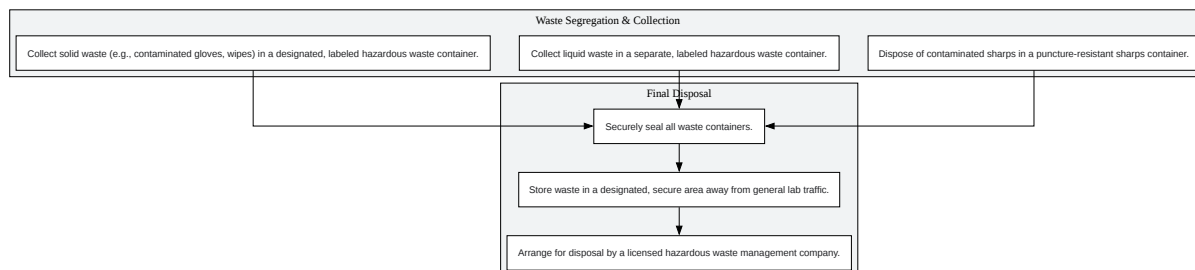 Waste Segregation & Collection
Collect solid waste (e.g., contaminated gloves, wipes) in a designated, labeled hazardous waste container.
Collect liquid waste in a separate, labeled hazardous waste container.
Dispose of contaminated sharps in a puncture-resistant sharps container.
Final Disposal
Securely seal all waste containers.
Store waste in a designated, secure area away from general lab traffic.
Arrange for disposal by a licensed hazardous waste management company.